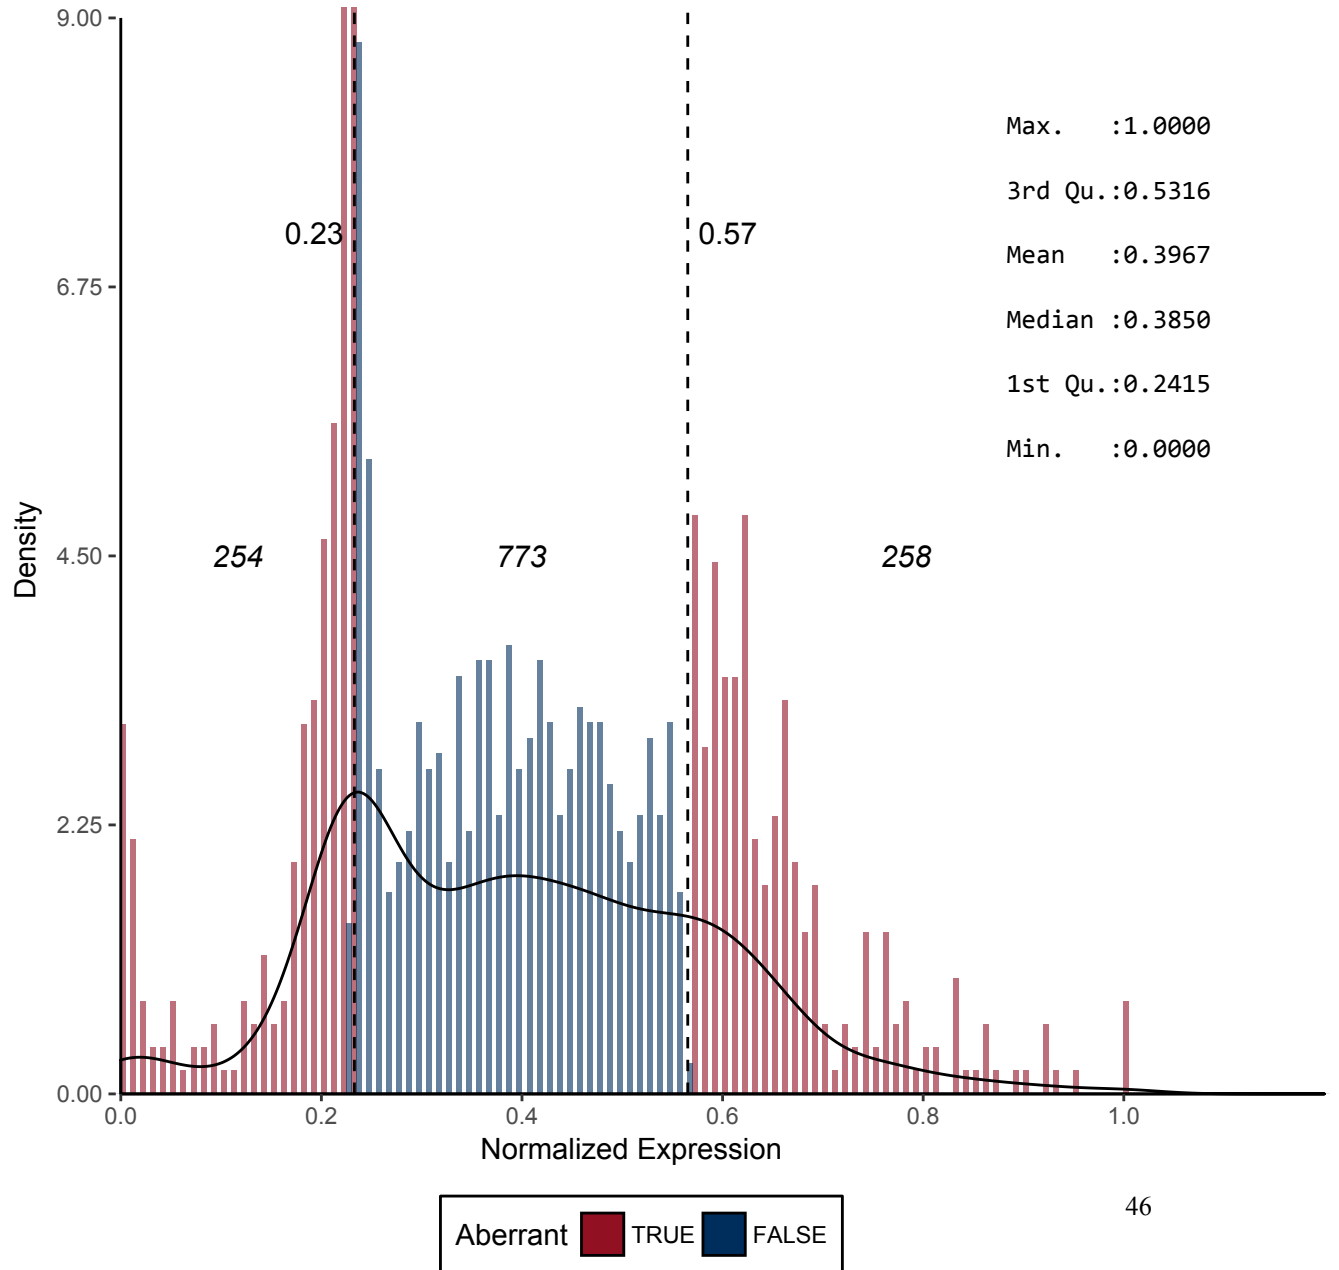 9.00
Max. :1.0000
3rd Qu.:0.5316
0.23
0.57
Mean :0.3967
6.75
Median :0.3850
1st Qu.:0.2415
Min. :0.0000
Density
4.50
254
773
258
2.25
0.00
0.0 0.2 0.4 0.6 0.8 1.0
Normalized Expression
46
Aberrant TRUE FALSE